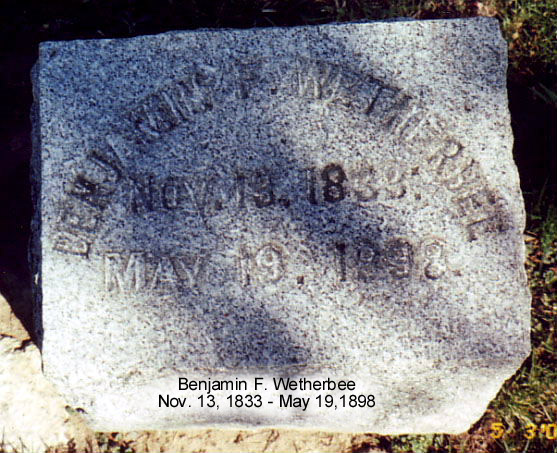 BENJAMIN F. WETHERBEE
NOV. 13. 1833.
MAY 19. 1898.
Benjamin F. Wetherbee
Nov. 13, 1833 - May 19,1898